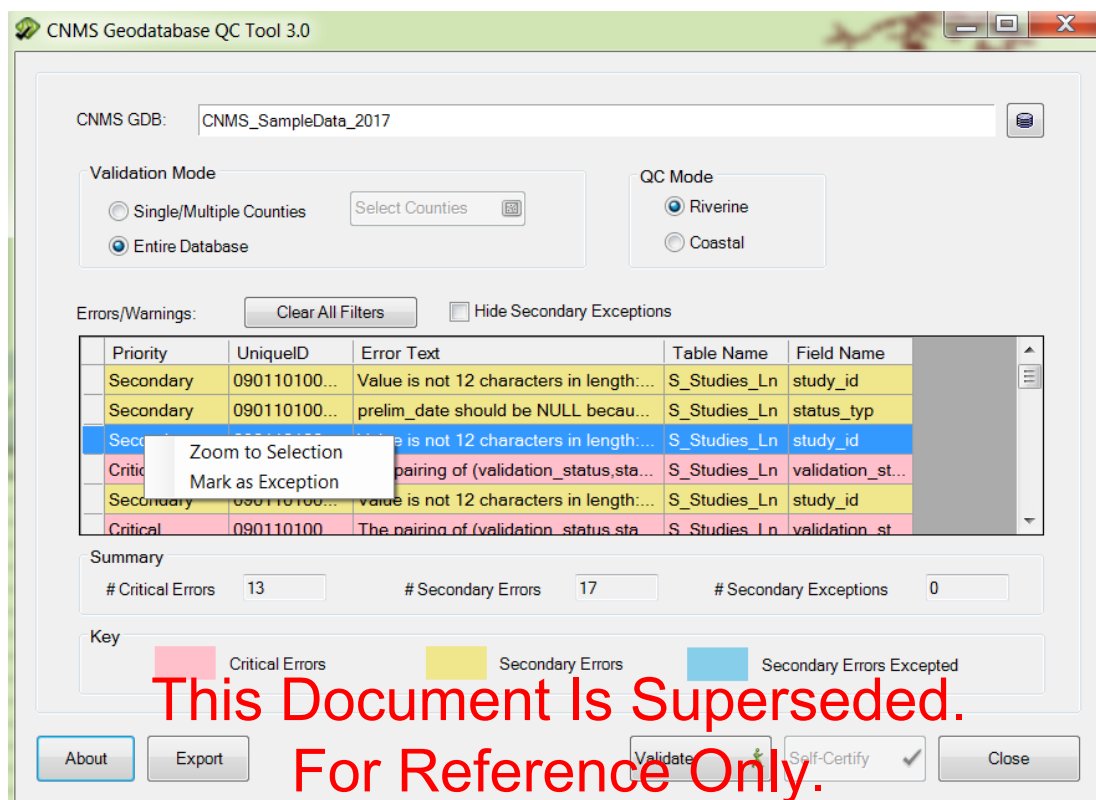 CNMS Geodatabase QC Tool 3.0
CNMS GDB: CNMS_SampleData_2017
Validation Mode
QC Mode
Single/Multiple Counties Select Counties
Riverine
Entire Database
Coastal
Errors/Warnings: Clear All Filters Hide Secondary Exceptions
Priority UniqueID Error Text Table Name Field Name
Secondary 090110100... Value is not 12 characters in length:... S_Studies_Ln study_id
Secondary 090110100... prelim_date should be NULL becau... S_Studies_Ln status_typ
Seco is not 12 characters in length:... S_Studies_Ln study_id
Zoom to Selection
Critic pairing of (validation_status,sta... S_Studies_Ln validation_st...
Mark as Exception
Secondary 090110100... Value is not 12 characters in length:... S_Studies_Ln study_id
Critical 090110100 The pairing of (validation_status sta S_Studies_Ln validation_st
Summary
# Critical Errors 13 # Secondary Errors 17 # Secondary Exceptions 0
Key
Critical Errors Secondary Errors Secondary Errors Excepted
This Document Is Superseded.
For Reference Only.
About Export Validate Self-Certify Close